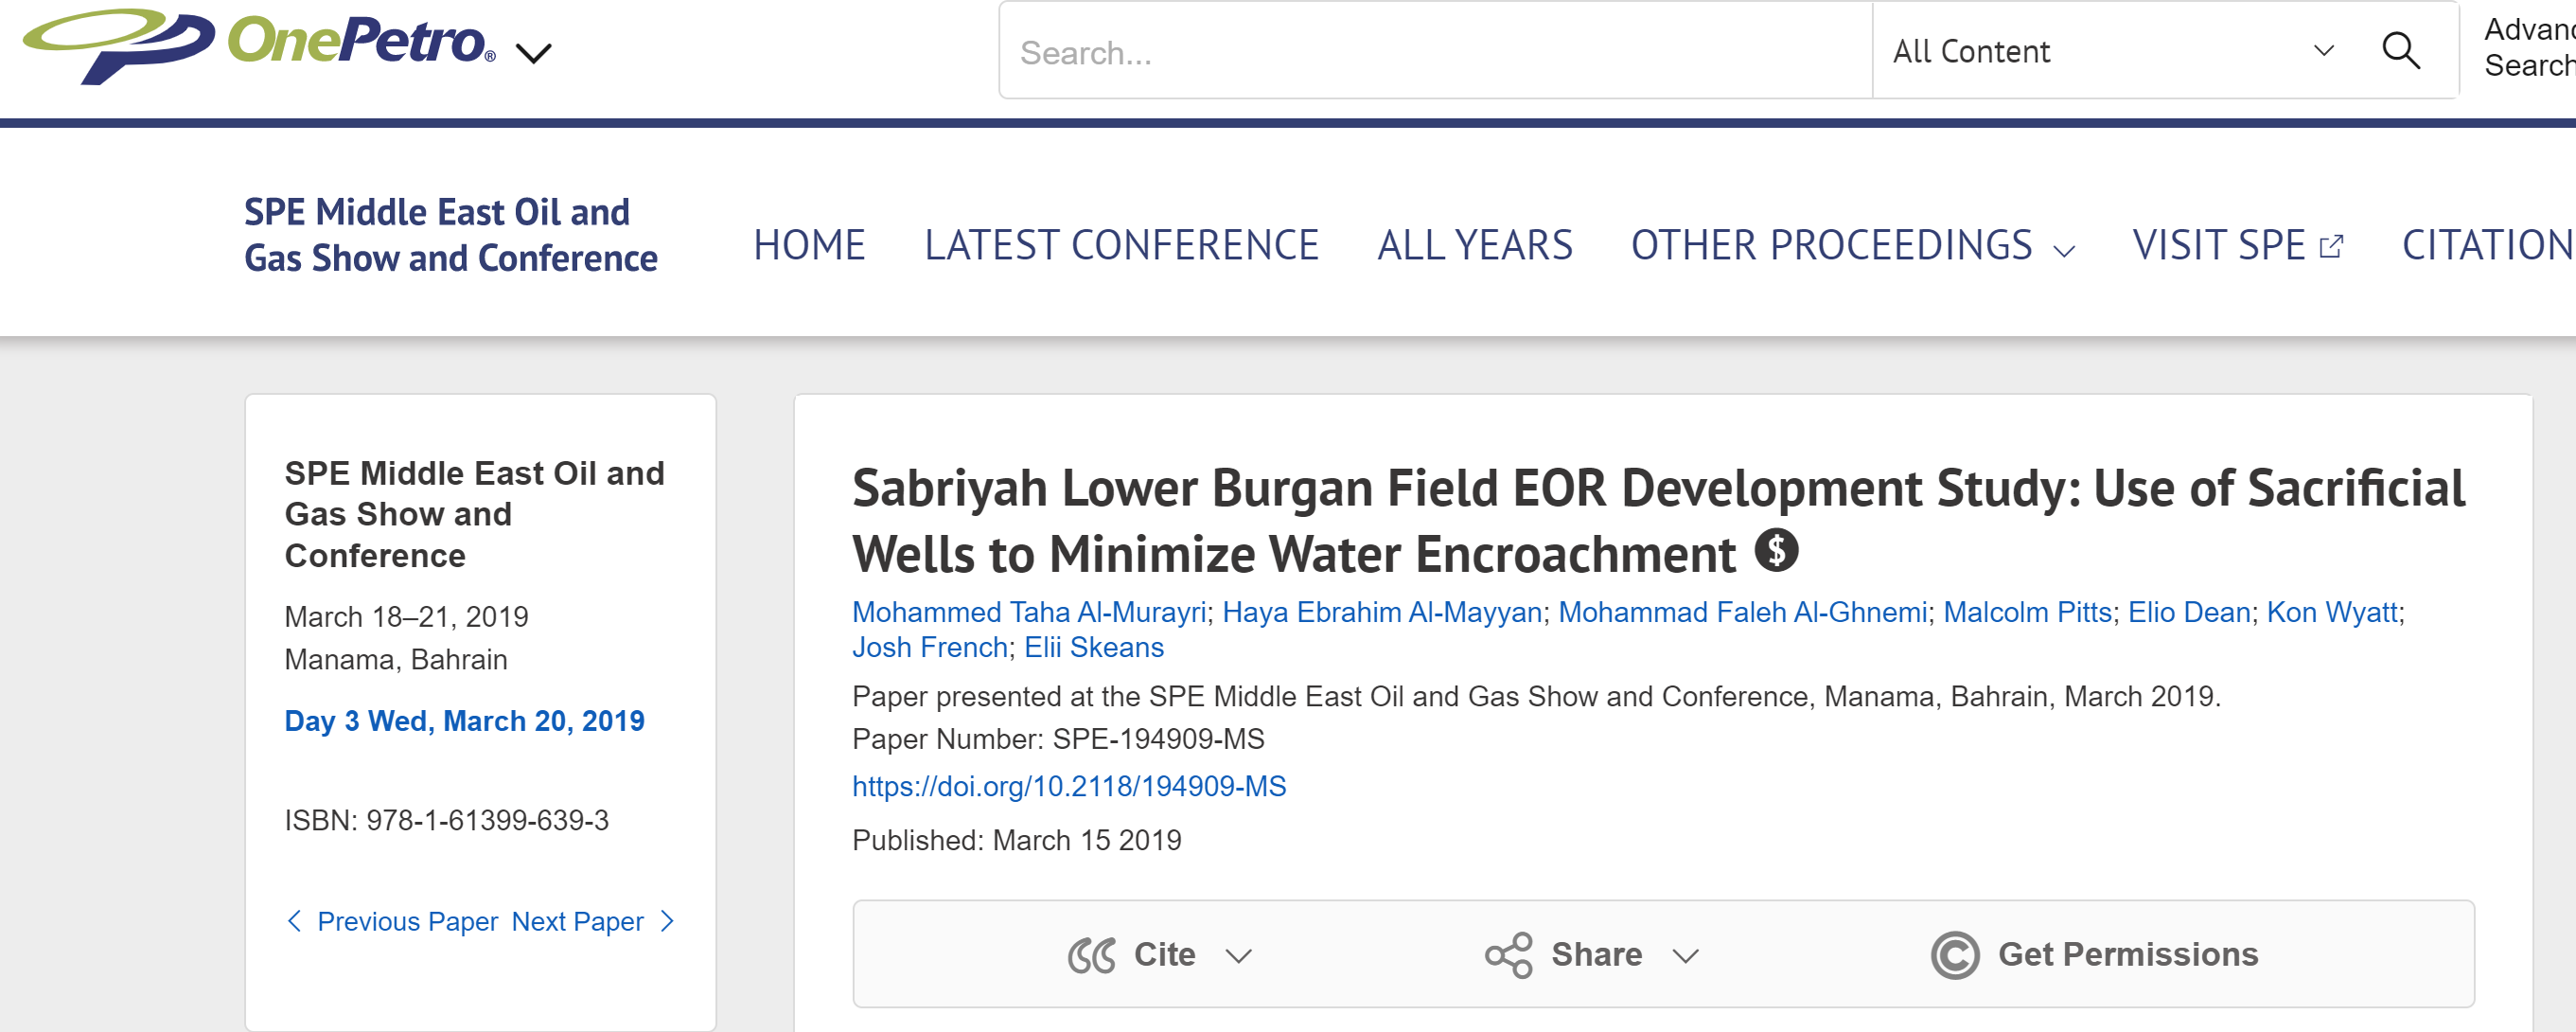 OnePetro®
Search...
All Content
Advanc
Search
SPE Middle East Oil and
Gas Show and Conference
HOME LATEST CONFERENCE ALL YEARS OTHER PROCEEDINGS VISIT SPE CITATION
SPE Middle East Oil and
Gas Show and
Conference
March 18–21, 2019
Manama, Bahrain
Day 3 Wed, March 20, 2019
ISBN: 978-1-61399-639-3
Previous Paper Next Paper
Sabriyah Lower Burgan Field EOR Development Study: Use of Sacrificial
Wells to Minimize Water Encroachment $
Mohammed Taha Al-Murayri; Haya Ebrahim Al-Mayyan; Mohammad Faleh Al-Ghnemi; Malcolm Pitts; Elio Dean; Kon Wyatt;
Josh French; Elii Skeans
Paper presented at the SPE Middle East Oil and Gas Show and Conference, Manama, Bahrain, March 2019.
Paper Number: SPE-194909-MS
https://doi.org/10.2118/194909-MS
Published: March 15 2019
Cite Share © Get Permissions